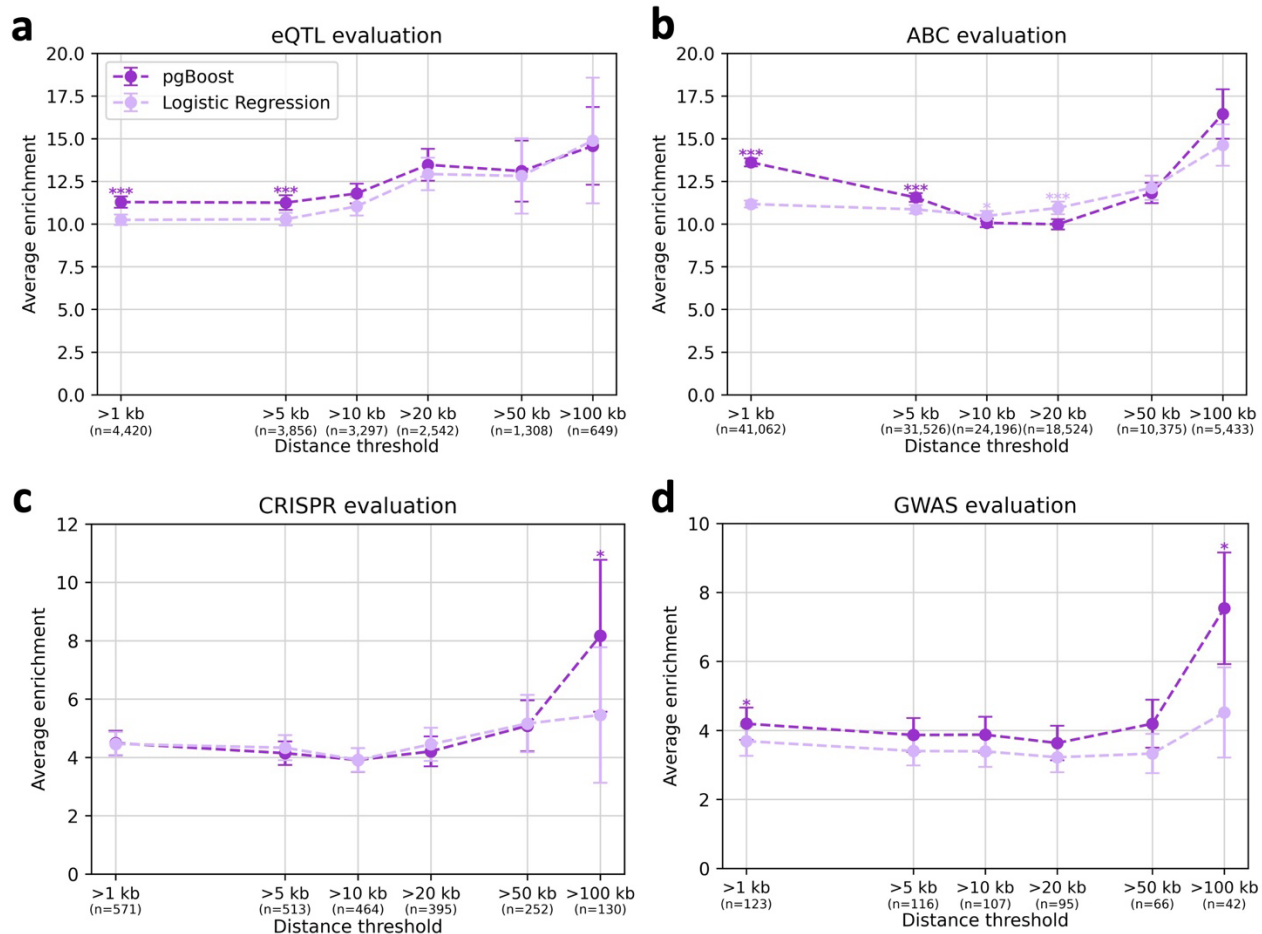 a
eQTL evaluation
20.0
17.5
15.0
12.5
10.0
7.5
5.0
2.5
0.0
Average enrichment
pgBoost
Logistic Regression
***
***
>1 kb >5 kb >10 kb >20 kb >50 kb >100 kb
(n=4,420) (n=3,856) (n=3,297) (n=2,542) (n=1,308) (n=649)
Distance threshold
b
ABC evaluation
20.0
17.5
15.0
12.5
10.0
7.5
5.0
2.5
0.0
Average enrichment
***
***
*
***
>1 kb >5 kb >10 kb >20 kb >50 kb >100 kb
(n=41,062) (n=31,526) (n=24,196) (n=18,524) (n=10,375) (n=5,433)
Distance threshold
c
CRISPR evaluation
12
10
8
6
4
2
0
Average enrichment
*
>1 kb >5 kb >10 kb >20 kb >50 kb >100 kb
(n=571) (n=513) (n=464) (n=395) (n=252) (n=130)
Distance threshold
d
GWAS evaluation
10
8
6
4
2
0
Average enrichment
*
*
>1 kb >5 kb >10 kb >20 kb >50 kb >100 kb
(n=123) (n=116) (n=107) (n=95) (n=66) (n=42)
Distance threshold